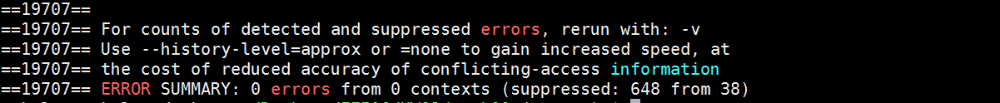 ==19707==
==19707== For counts of detected and suppressed errors, rerun with: -v
==19707== Use --history-level=approx or =none to gain increased speed, at
==19707== the cost of reduced accuracy of conflicting-access information
==19707== ERROR SUMMARY: 0 errors from 0 contexts (suppressed: 648 from 38)